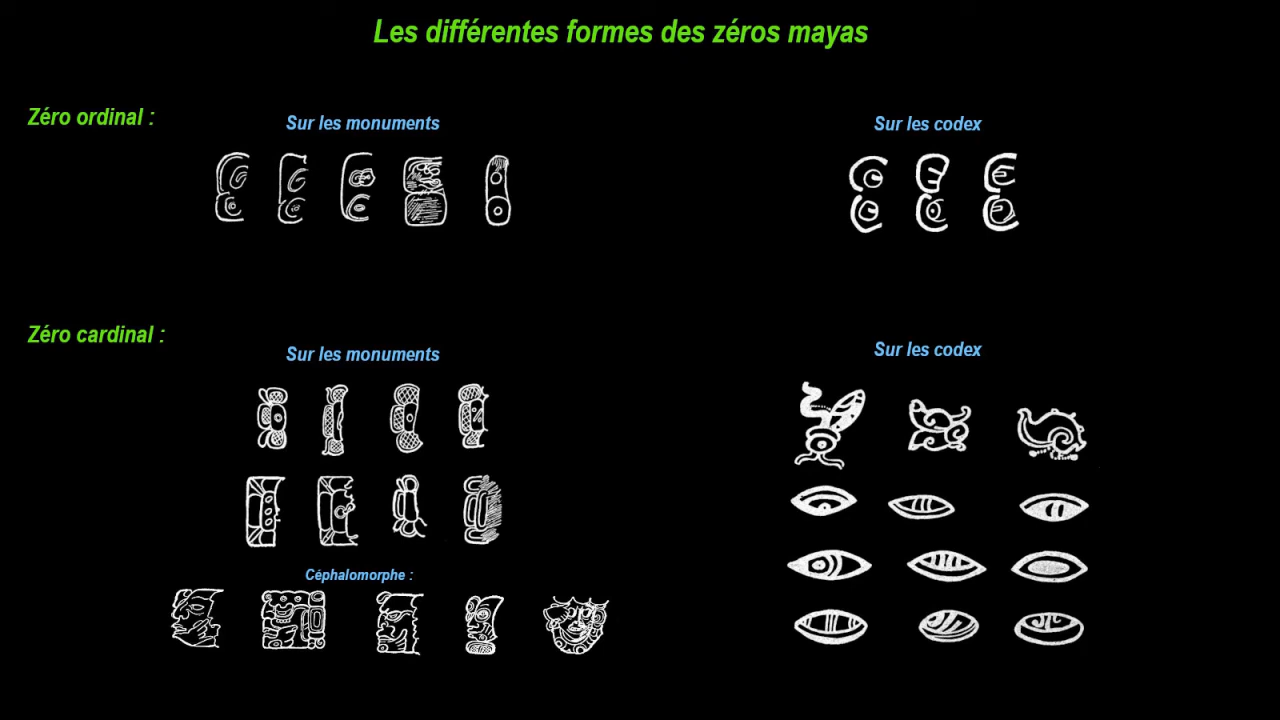 Les différentes formes des zéros mayas
Zéro ordinal :
Sur les monuments
Sur les codex
Zéro cardinal :
Sur les monuments
Sur les codex
Céphalomorphe :